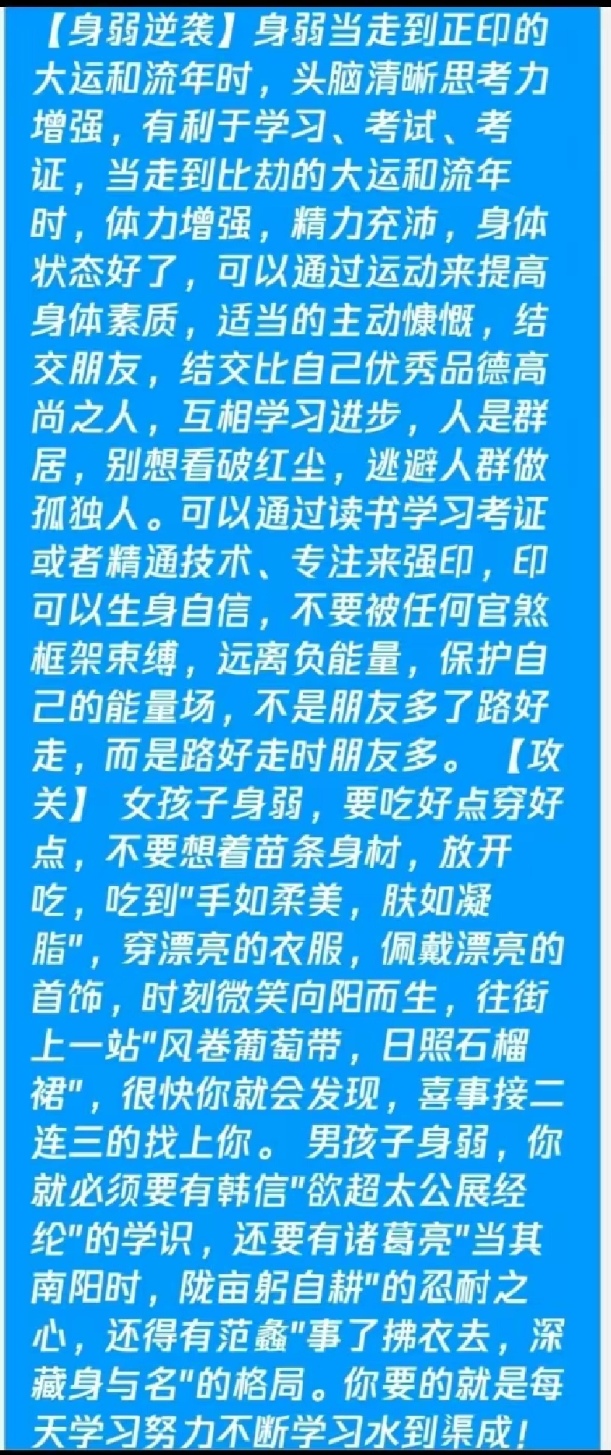 【身弱逆袭】身弱当走到正印的
大运和流年时，头脑清晰思考力
增强，有利于学习、考试、考
证，当走到比劫的大运和流年
时，体力增强，精力充沛，身体
状态好了，可以通过运动来提高
身体素质，适当的主动慷慨，结
交朋友，结交比自己优秀品德高
尚之人，互相学习进步，人是群
居，别想看破红尘，逃避人群做
孤独人。可以通过读书学习考证
或者精通技术、专注来强印，印
可以生身自信，不要被任何官煞
框架束缚，远离负能量，保护自
己的能量场，不是朋友多了路好
走，而是路好走时朋友多。 【攻
关】 女孩子身弱，要吃好点穿好
点，不要想着苗条身材，放开
吃，吃到"手如柔美，肤如凝
脂"，穿漂亮的衣服，佩戴漂亮的
首饰，时刻微笑向阳而生，往街
上一站"风卷葡萄带，日照石榴
裙"，很快你就会发现，喜事接二
连三的找上你。 男孩子身弱，你
就必须要有韩信"欲超太公展经
纶"的学识，还要有诸葛亮"当其
南阳时，陇亩躬自耕"的忍耐之
心，还得有范蠡"事了拂衣去，深
藏身与名"的格局。你要的就是每
天学习努力不断学习水到渠成！